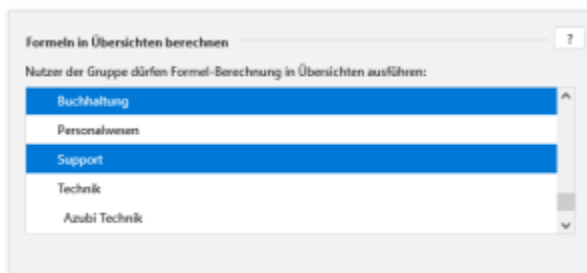 Formeln in Übersichten berechnen
?
Nutzer der Gruppe dürfen Formel-Berechnung in Übersichten ausführen:
Buchhaltung
Personalwesen
Support
Technik
Azubi Technik